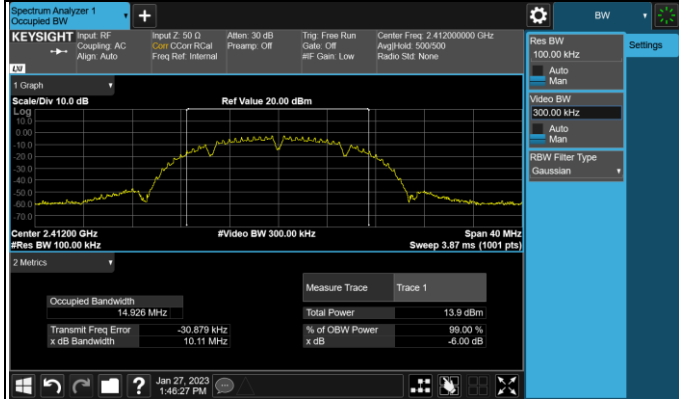 Spectrum Analyzer 1
Occupied BW
BW
KEYSIGHT
Input: RF
Coupling: AC
Align: Auto
Input Z: 50 Ω
Corr CCorr RCal
Freq Ref: Internal
Atten: 30 dB
Preamp: Off
Trig: Free Run
Gate: Off
#IF Gain: Low
Center Freq: 2.412000000 GHz
Avg|Hold: 500/500
Radio Std: None
LXI
1 Graph
Scale/Div 10.0 dB
Ref Value 20.00 dBm
Log
10.0
0.00
-10.0
-20.0
-30.0
-40.0
-50.0
-60.0
-70.0
Center 2.41200 GHz
#Video BW 300.00 kHz
Span 40 MHz
#Res BW 100.00 kHz
Sweep 3.87 ms (1001 pts)
2 Metrics
Measure Trace
Trace 1
Occupied Bandwidth
14.926 MHz
Total Power
13.9 dBm
Transmit Freq Error
-30.879 kHz
% of OBW Power
99.00 %
x dB Bandwidth
10.11 MHz
x dB
-6.00 dB
Jan 27, 2023
1:46:27 PM
Res BW
100.00 kHz
Auto
Man
Video BW
300.00 kHz
Auto
Man
RBW Filter Type
Gaussian
Settings